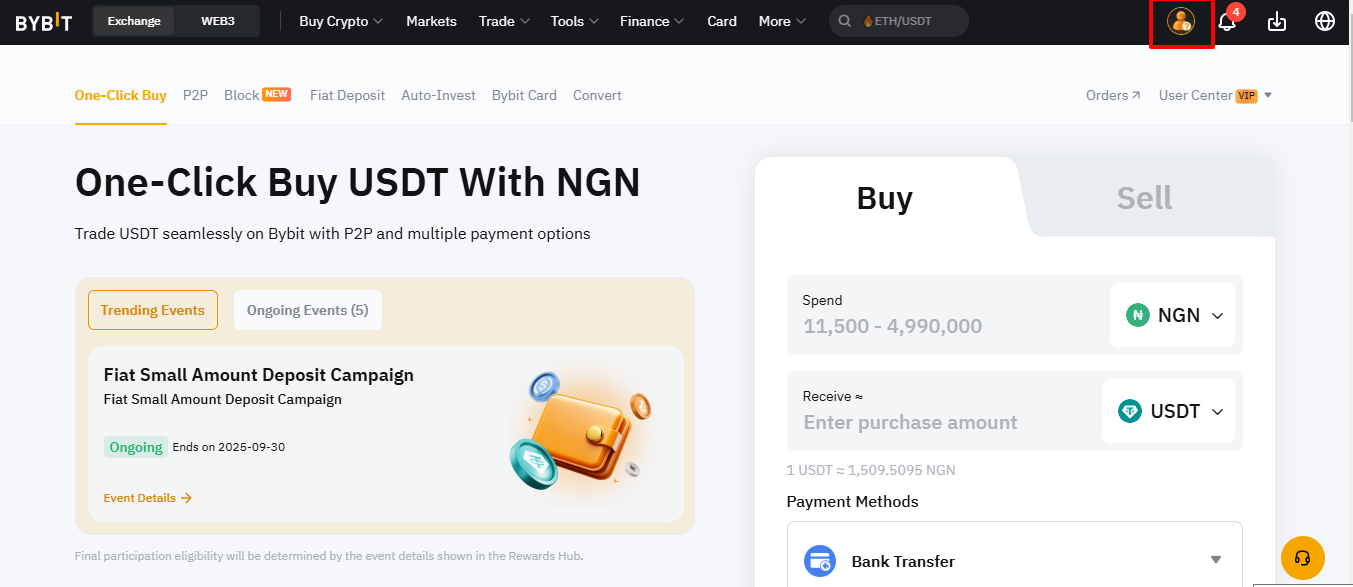 BYBIT Exchange WEB3 Buy Crypto Markets Trade Tools Finance Card More ETH/USDT 4
One-Click Buy P2P Block NEW Fiat Deposit Auto-Invest Bybit Card Convert Orders User Center VIP
One-Click Buy USDT With NGN
Trade USDT seamlessly on Bybit with P2P and multiple payment options
Trending Events Ongoing Events (5)
Fiat Small Amount Deposit Campaign
Fiat Small Amount Deposit Campaign
Ongoing Ends on 2025-09-30
Event Details
Final participation eligibility will be determined by the event details shown in the Rewards Hub.
Buy Sell
Spend
11,500 - 4,990,000
NGN
Receive ≈
Enter purchase amount
USDT
1 USDT ≈ 1,509.5095 NGN
Payment Methods
Bank Transfer